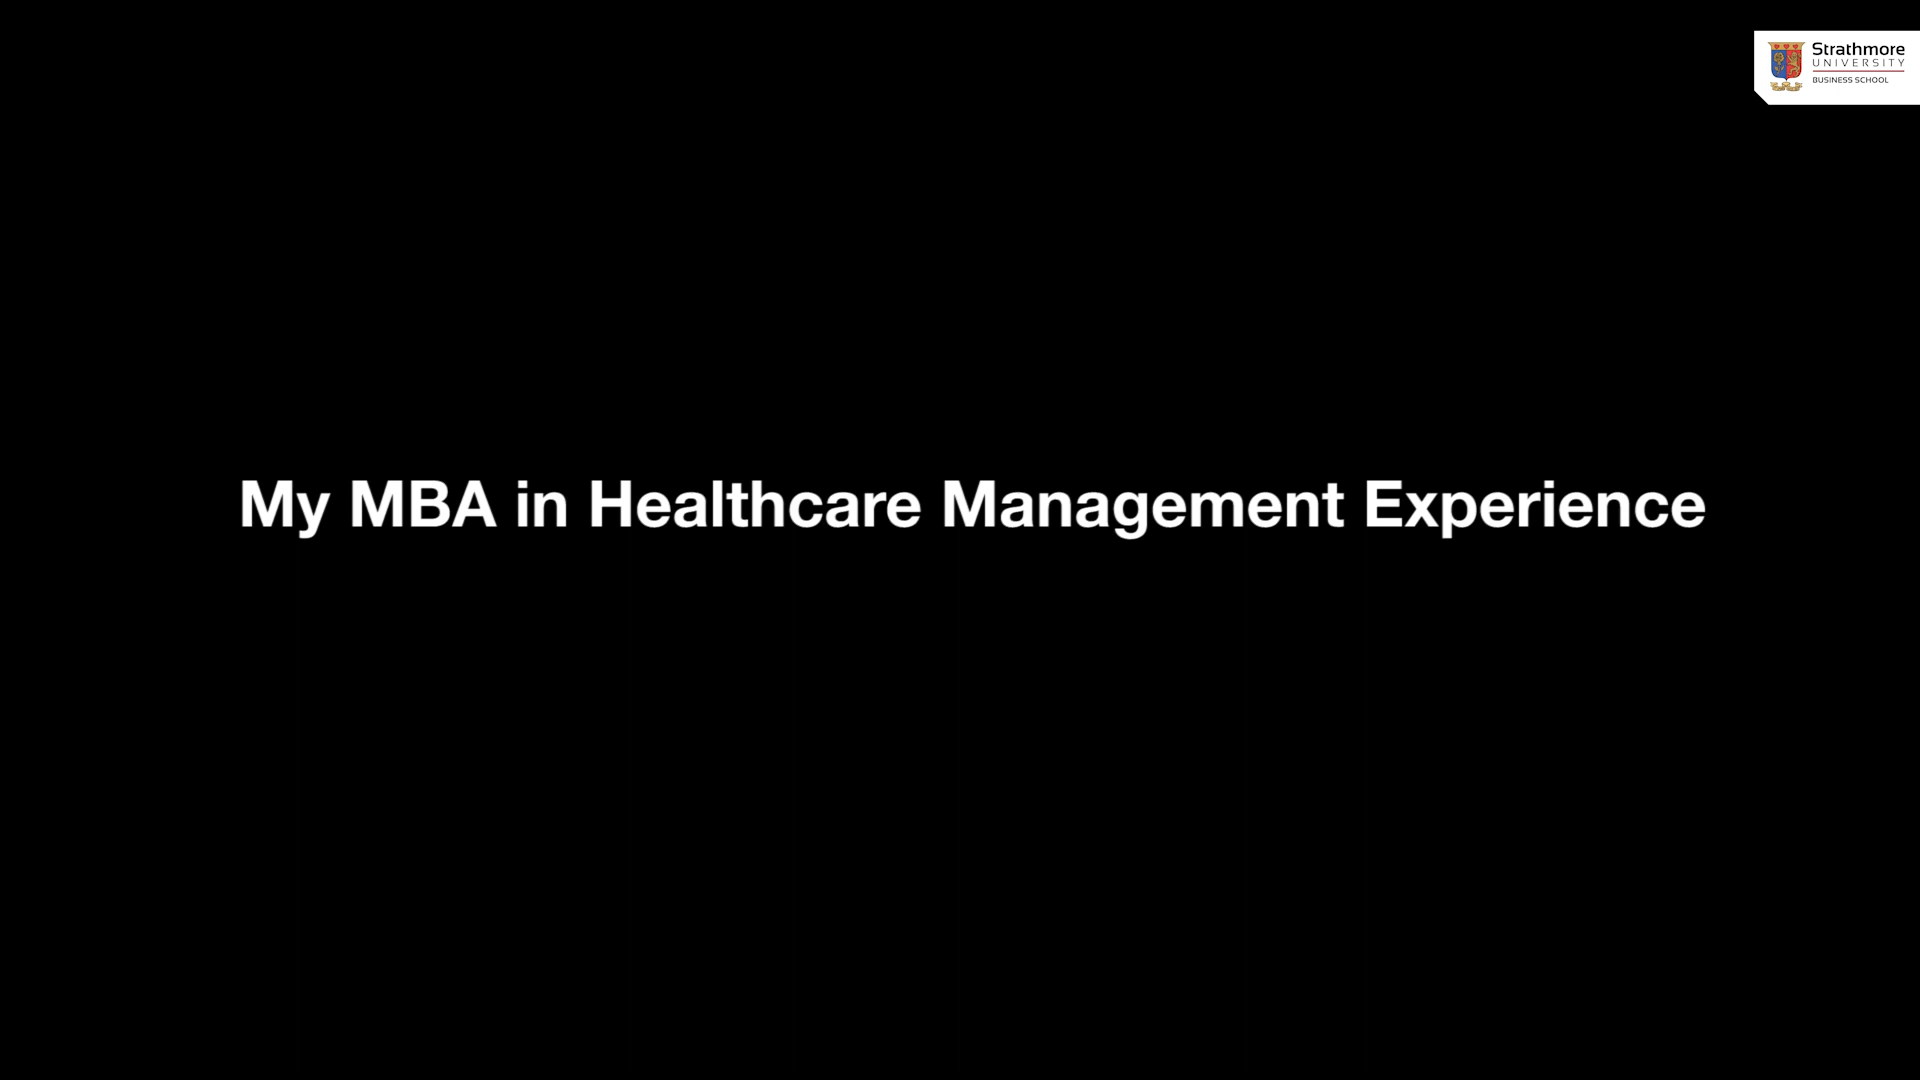 Strathmore
UNIVERSITY
BUSINESS SCHOOL
My MBA in Healthcare Management Experience